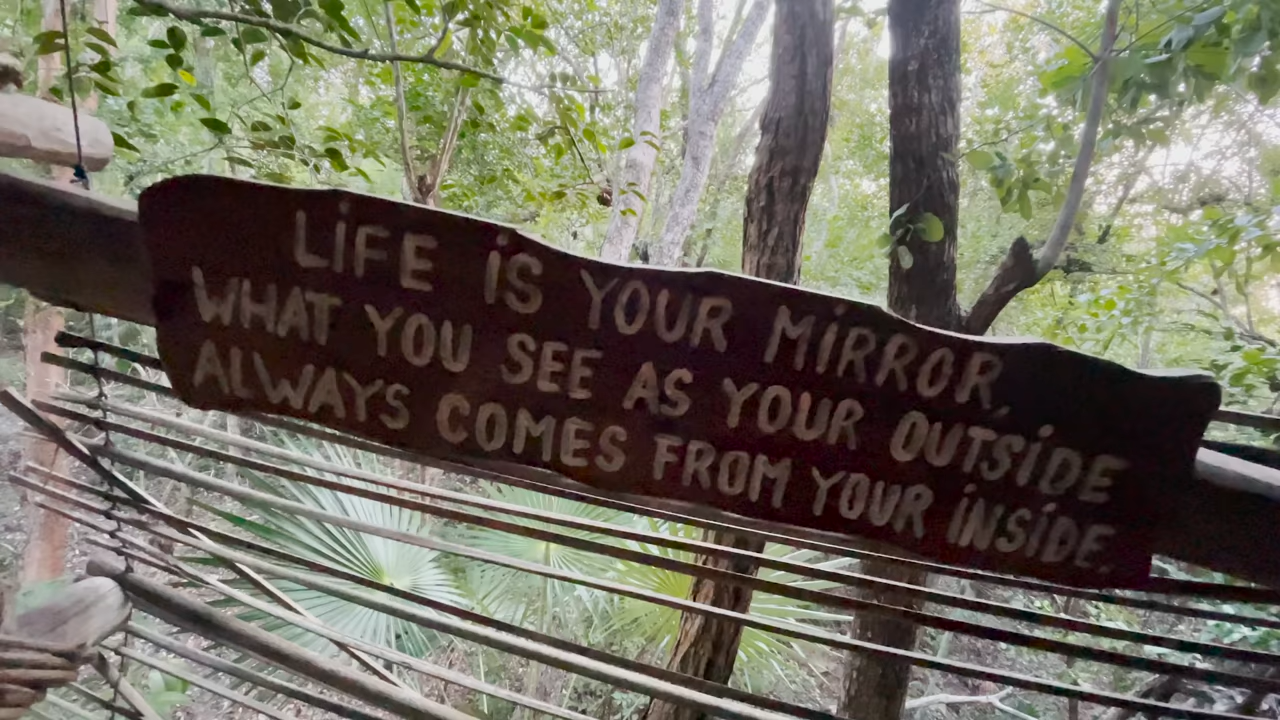 LiFE iS YOUR MiRROR,
WHAT YOU SEE AS YOUR OUTSiDE
ALWAYS COMES FROM YOUR iNSiDE.